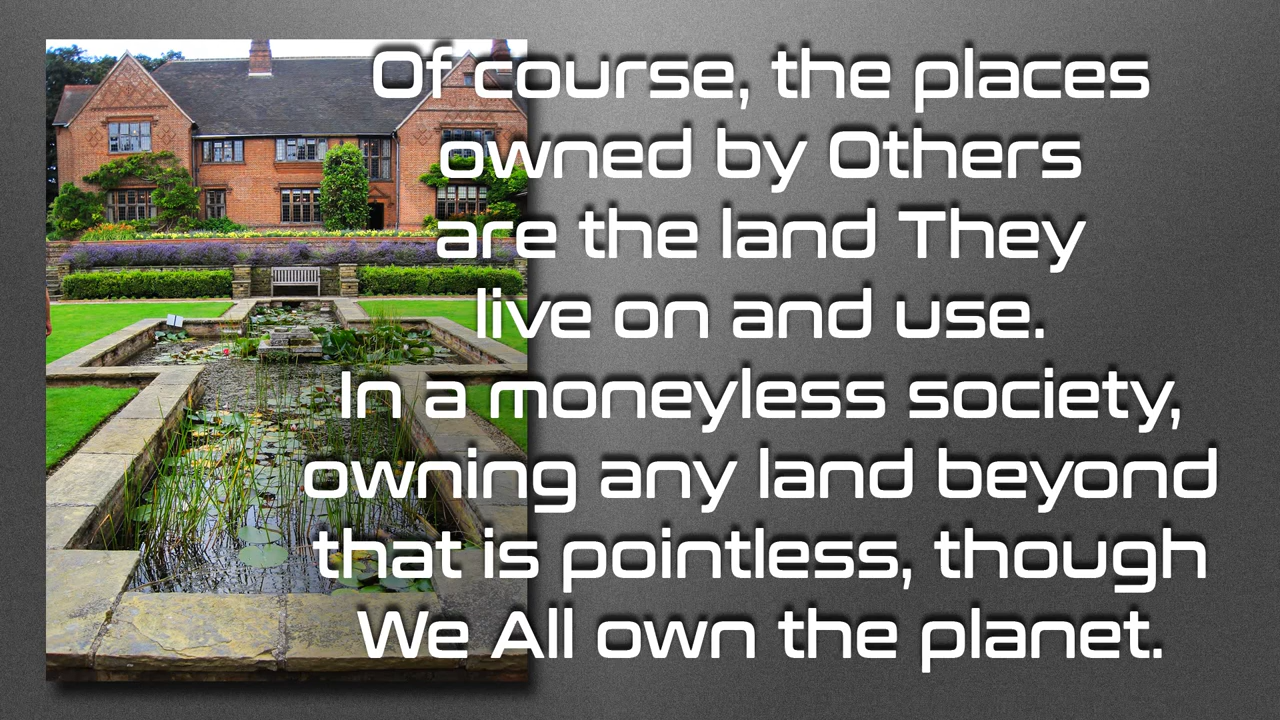 Of course, the places
owned by Others
are the land They
live on and use.
In a moneyless society,
owning any land beyond
that is pointless, though
We All own the planet.